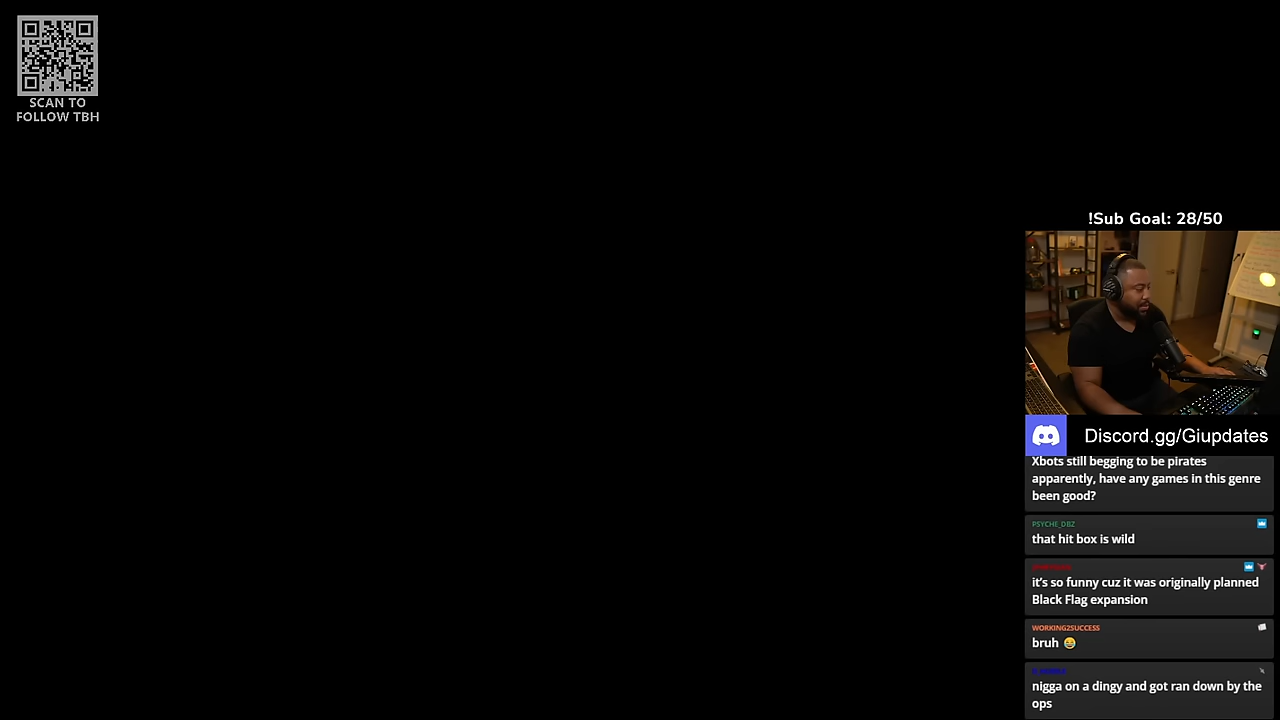 SCAN TO
FOLLOW TBH
!Sub Goal: 28/50
Discord.gg/Giupdates
Xbots still begging to be pirates
apparently, have any games in this genre
been good?
PSYCHE_DBZ
that hit box is wild
it's so funny cuz it was originally planned
Black Flag expansion
WORKING2SUCCESS
bruh 😂
nigga on a dingy and got ran down by the
ops